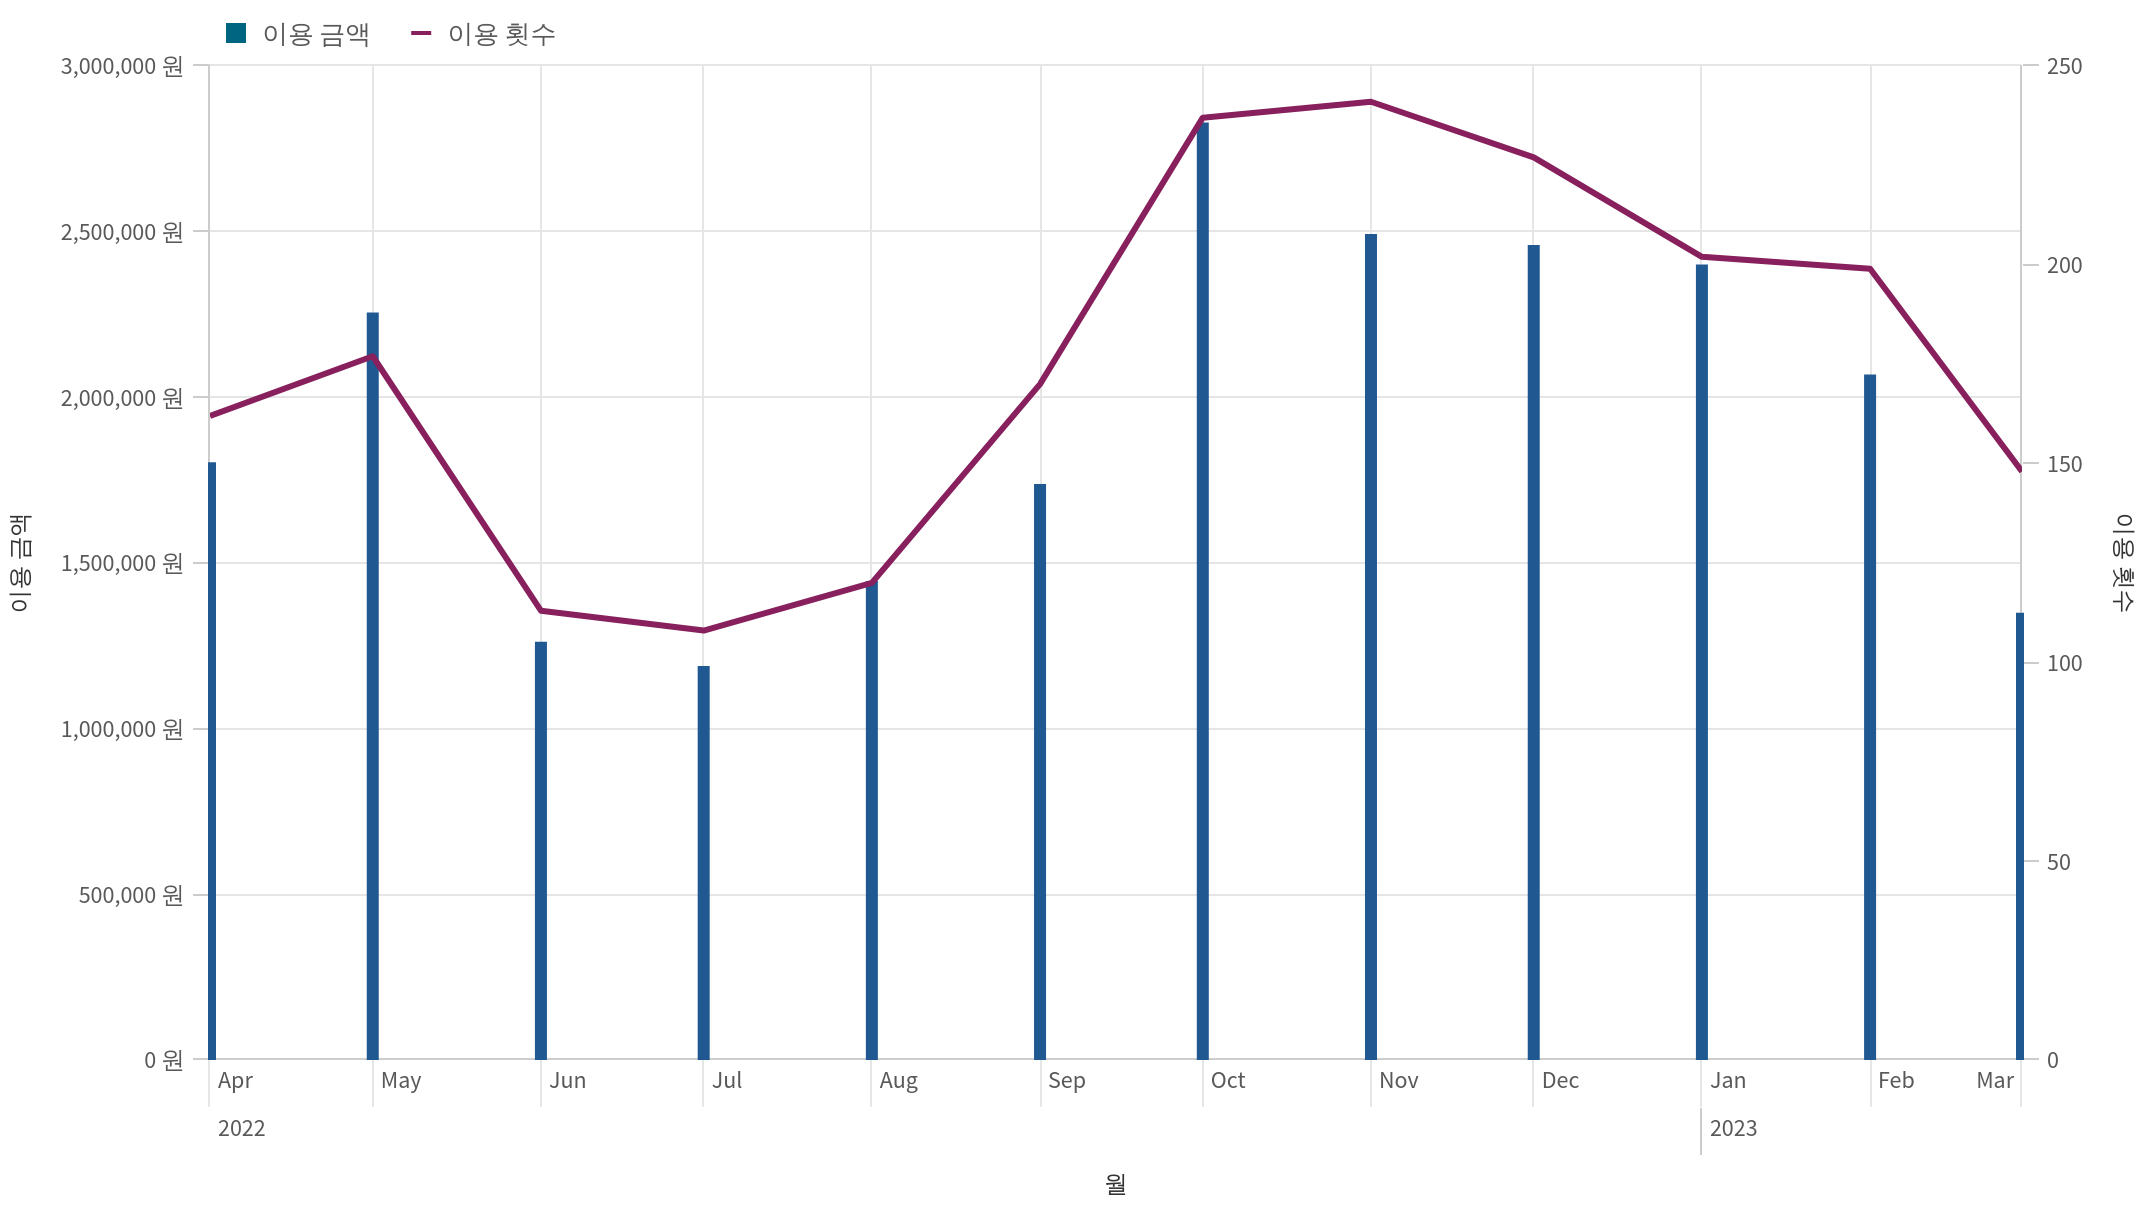 이용 금액 이용 횟수
3,000,000 원
2,500,000 원
2,000,000 원
1,500,000 원
1,000,000 원
500,000 원
0 원
이용 금액
250
200
150
100
50
0
이용 횟수
Apr May Jun Jul Aug Sep Oct Nov Dec Jan Feb Mar
2022 2023
월